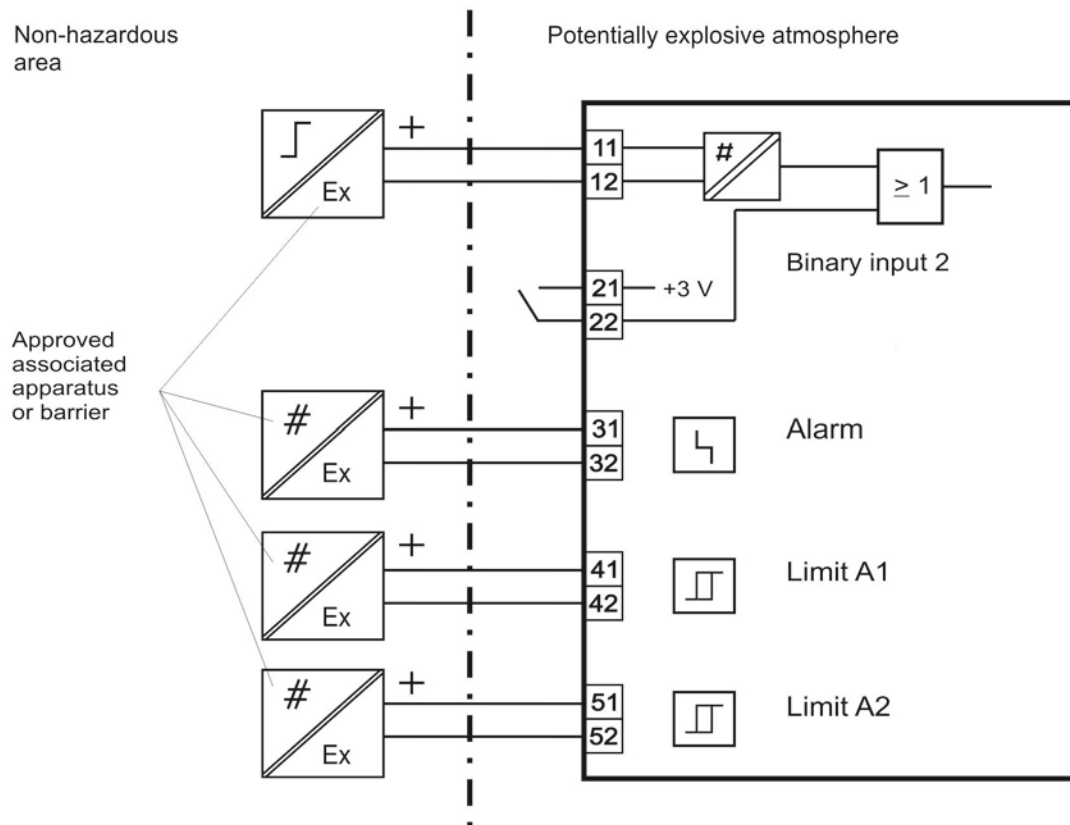 Non-hazardous
area
Potentially explosive atmosphere
+
Ex
11
12
#
≥ 1
Binary input 2
21
+3 V
22
Approved
associated
apparatus
or barrier
#
+
Ex
31
32
Alarm
#
+
Ex
41
42
Limit A1
#
+
Ex
51
52
Limit A2